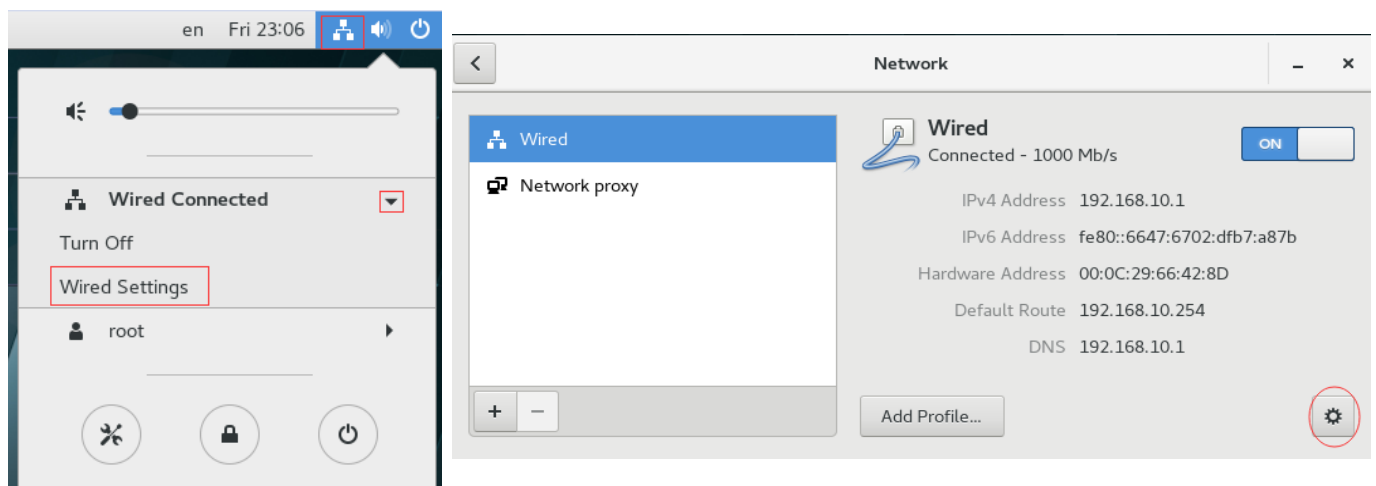 en Fri 23:06
Wired Connected
Turn Off
Wired Settings
root
Network
Wired
Network proxy
Wired
Connected - 1000 Mb/s
ON
IPv4 Address 192.168.10.1
IPv6 Address fe80::6647:6702:dfb7:a87b
Hardware Address 00:0C:29:66:42:8D
Default Route 192.168.10.254
DNS 192.168.10.1
Add Profile...